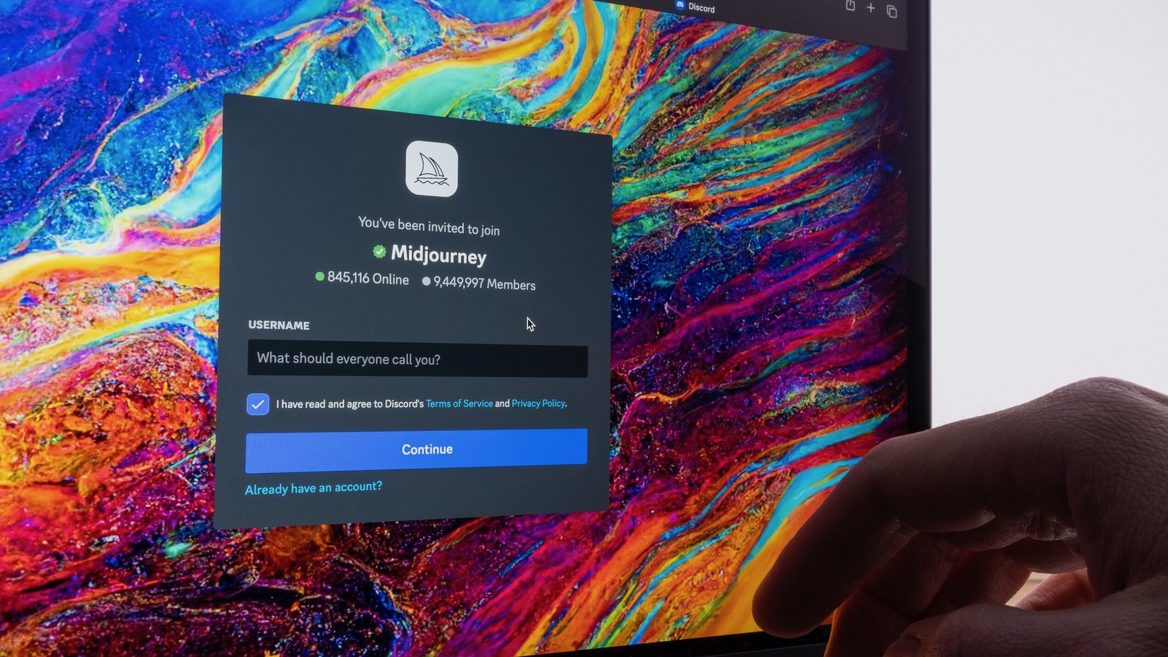 Discord
You've been invited to join
Midjourney
845,116 Online 9,449,997 Members
USERNAME
What should everyone call you?
I have read and agree to Discord's Terms of Service and Privacy Policy.
Continue
Already have an account?